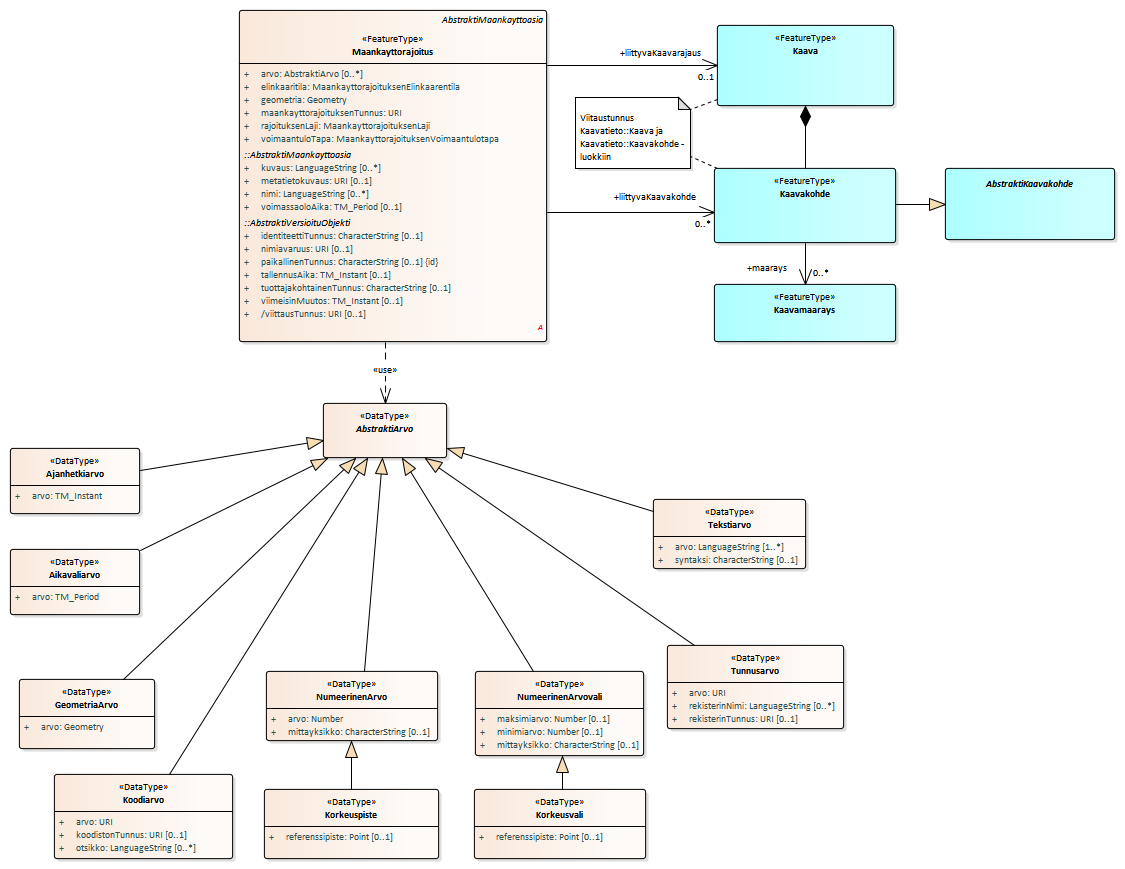 AbstraktiMaankayttoasia
«FeatureType»
Maankayttorajoitus
+ arvo: AbstraktiArvo [0..*]
+ elinkaaritila: MaankayttorajoituksenElinkaarentila
+ geometria: Geometry
+ maankayttorajoituksenTunnus: URI
+ rajoituksenLaji: MaankayttorajoituksenLaji
+ voimaantuloTapa: MaankayttorajoituksenVoimaantulotapa
::AbstraktiMaankayttoasia
+ kuvaus: LanguageString [0..*]
+ metatietokuvaus: URI [0..1]
+ nimi: LanguageString [0..*]
+ voimassaoloAika: TM_Period [0..1]
::AbstraktiVersioituObjekti
+ identiteettiTunnus: CharacterString [0..1]
+ nimiavaruus: URI [0..1]
+ paikallinenTunnus: CharacterString [0..1] {id}
+ tallennusAika: TM_Instant [0..1]
+ tuottajakohtainenTunnus: CharacterString [0..1]
+ viimeisinMuutos: TM_Instant [0..1]
+ /viittausTunnus: URI [0..1]
A
+liittyvaKaavarajaus
0..1
«FeatureType»
Kaava
Viitaustunnus
Kaavatieto::Kaava ja
Kaavatieto::Kaavakohde -
luokkiin
+liittyvaKaavakohde
0..*
«FeatureType»
Kaavakohde
AbstraktiKaavakohde
+maarays
0..*
«FeatureType»
Kaavamaarays
«use»
«DataType»
AbstraktiArvo
«DataType»
Ajanhetkiarvo
+ arvo: TM_Instant
«DataType»
Aikavaliarvo
+ arvo: TM_Period
«DataType»
Tekstiarvo
+ arvo: LanguageString [1..*]
+ syntaksi: CharacterString [0..1]
«DataType»
GeometriaArvo
+ arvo: Geometry
«DataType»
NumeerinenArvo
+ arvo: Number
+ mittayksikko: CharacterString [0..1]
«DataType»
NumeerinenArvovali
+ maksimiarvo: Number [0..1]
+ minimiarvo: Number [0..1]
+ mittayksikko: CharacterString [0..1]
«DataType»
Tunnusarvo
+ arvo: URI
+ rekisterinNimi: LanguageString [0..*]
+ rekisterinTunnus: URI [0..1]
«DataType»
Koodiarvo
+ arvo: URI
+ koodistonTunnus: URI [0..1]
+ otsikko: LanguageString [0..*]
«DataType»
Korkeuspiste
+ referenssipiste: Point [0..1]
«DataType»
Korkeusvali
+ referenssipiste: Point [0..1]